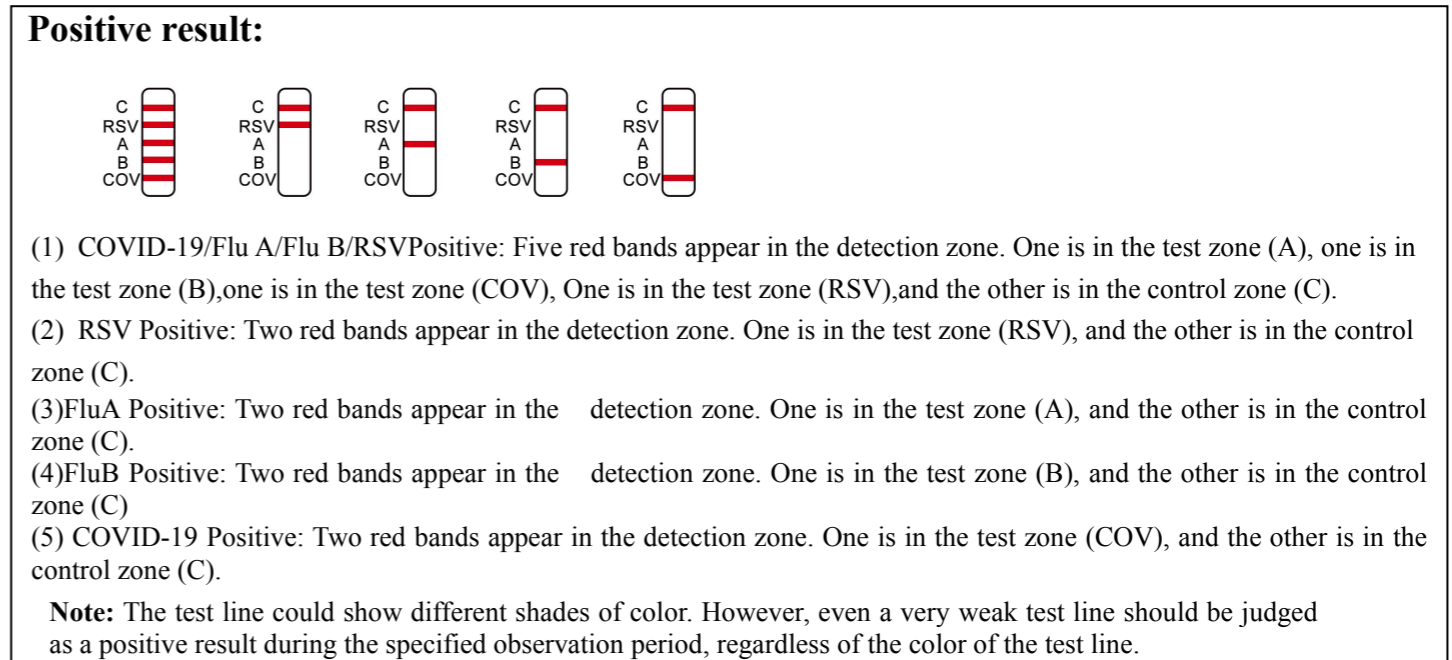 Positive result:
C C C C C
RSV RSV RSV RSV RSV
A A A A A
B B B B B
COV COV COV COV COV
(1) COVID-19/Flu A/Flu B/RSVPositive: Five red bands appear in the detection zone. One is in the test zone (A), one is in
the test zone (B),one is in the test zone (COV), One is in the test zone (RSV),and the other is in the control zone (C).
(2) RSV Positive: Two red bands appear in the detection zone. One is in the test zone (RSV), and the other is in the control
zone (C).
(3)FluA Positive: Two red bands appear in the detection zone. One is in the test zone (A), and the other is in the control
zone (C).
(4)FluB Positive: Two red bands appear in the detection zone. One is in the test zone (B), and the other is in the control
zone (C)
(5) COVID-19 Positive: Two red bands appear in the detection zone. One is in the test zone (COV), and the other is in the
control zone (C).
Note: The test line could show different shades of color. However, even a very weak test line should be judged
as a positive result during the specified observation period, regardless of the color of the test line.